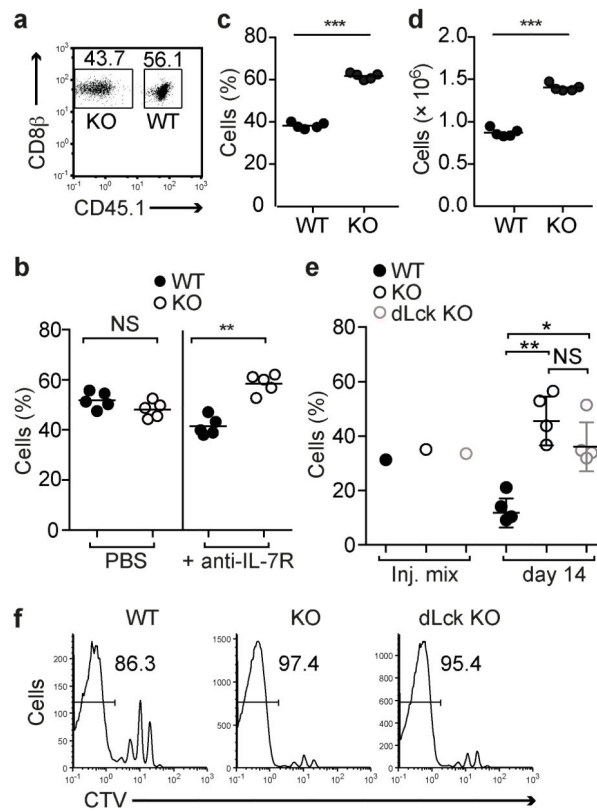 a
43.7 56.1
KO WT
CD8β
10³
10²
10¹
10⁻¹
10⁻¹ 10⁰ 10¹ 10² 10³
CD45.1
c
***
Cells (%)
80
60
40
20
0
WT KO
d
***
Cells (× 10⁶)
2.0
1.5
1.0
0.5
0.0
WT KO
b
WT
KO
NS
**
Cells (%)
80
60
40
20
0
PBS + anti-IL-7R
e
WT
KO
dLck KO
*
**
NS
Cells (%)
80
60
40
20
0
Inj. mix day 14
f
WT KO dLck KO
86.3 97.4 95.4
Cells
200
150
100
50
0
1500
1200
900
600
300
0
1000
800
600
400
200
0
10⁻¹ 10⁰ 10¹ 10² 10³
10⁻¹ 10⁰ 10¹ 10² 10³
10⁻¹ 10⁰ 10¹ 10² 10³
CTV